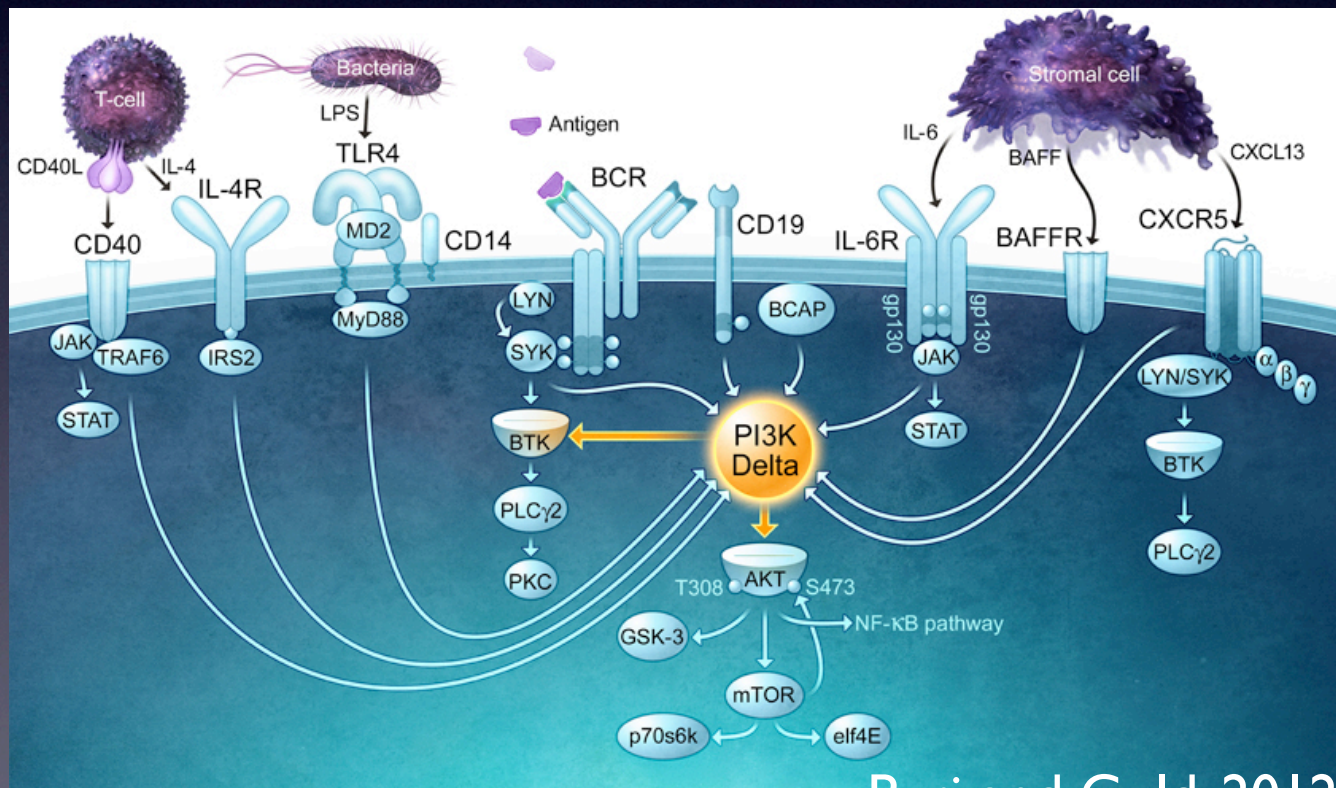 T-cell
Bacteria
Stromal cell
LPS
Antigen
IL-6
BAFF
CXCL13
CD40L
IL-4
TLR4
IL-4R
BCR
CD40
MD2
CD14
CD19
IL-6R
BAFFR
CXCR5
LYN
BCAP
gp130
gp130
MyD88
JAK
TRAF6
IRS2
SYK
JAK
LYN/SYK
α
β
γ
STAT
BTK
PI3K
Delta
STAT
BTK
PLCγ2
PLCγ2
PKC
T308
AKT
S473
GSK-3
NF-κB pathway
mTOR
p70s6k
elf4E